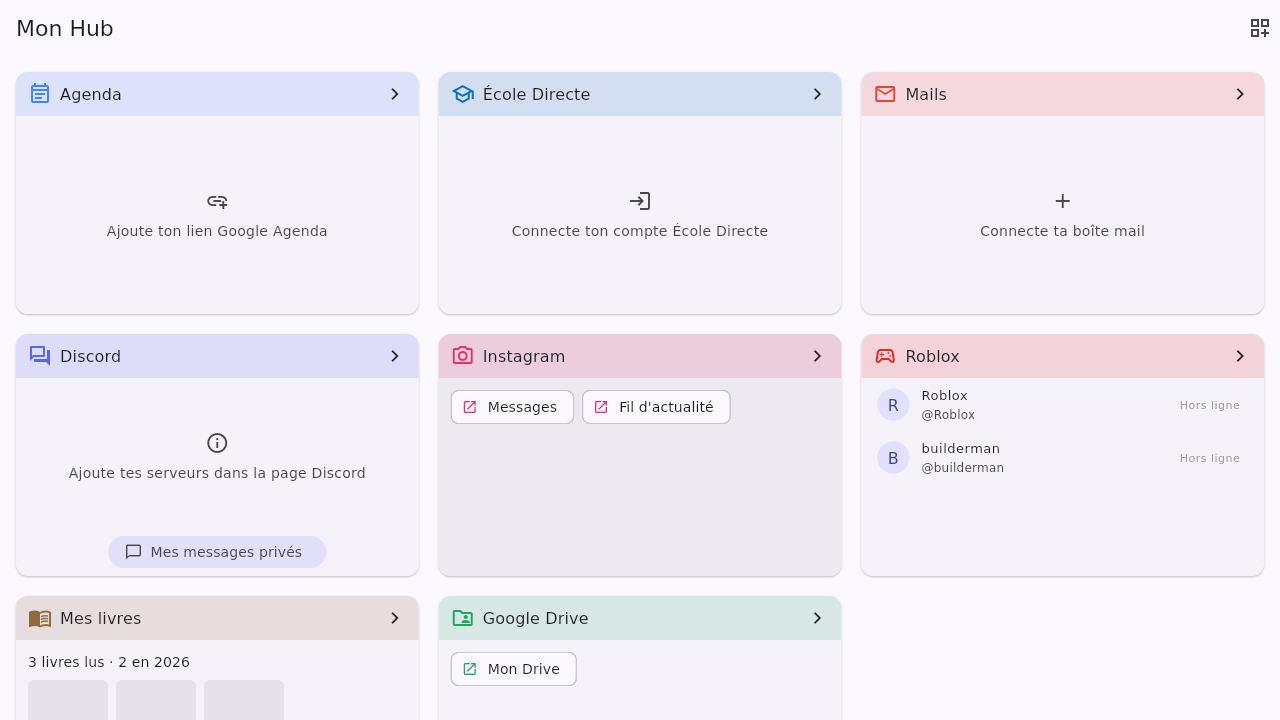 Mon Hub
Agenda
Ajoute ton lien Google Agenda
École Directe
Connecte ton compte École Directe
Mails
Connecte ta boîte mail
Discord
Ajoute tes serveurs dans la page Discord
Mes messages privés
Instagram
Messages
Fil d'actualité
Roblox
R
Roblox
@Roblox
Hors ligne
B
builderman
@builderman
Hors ligne
Mes livres
3 livres lus · 2 en 2026
Google Drive
Mon Drive